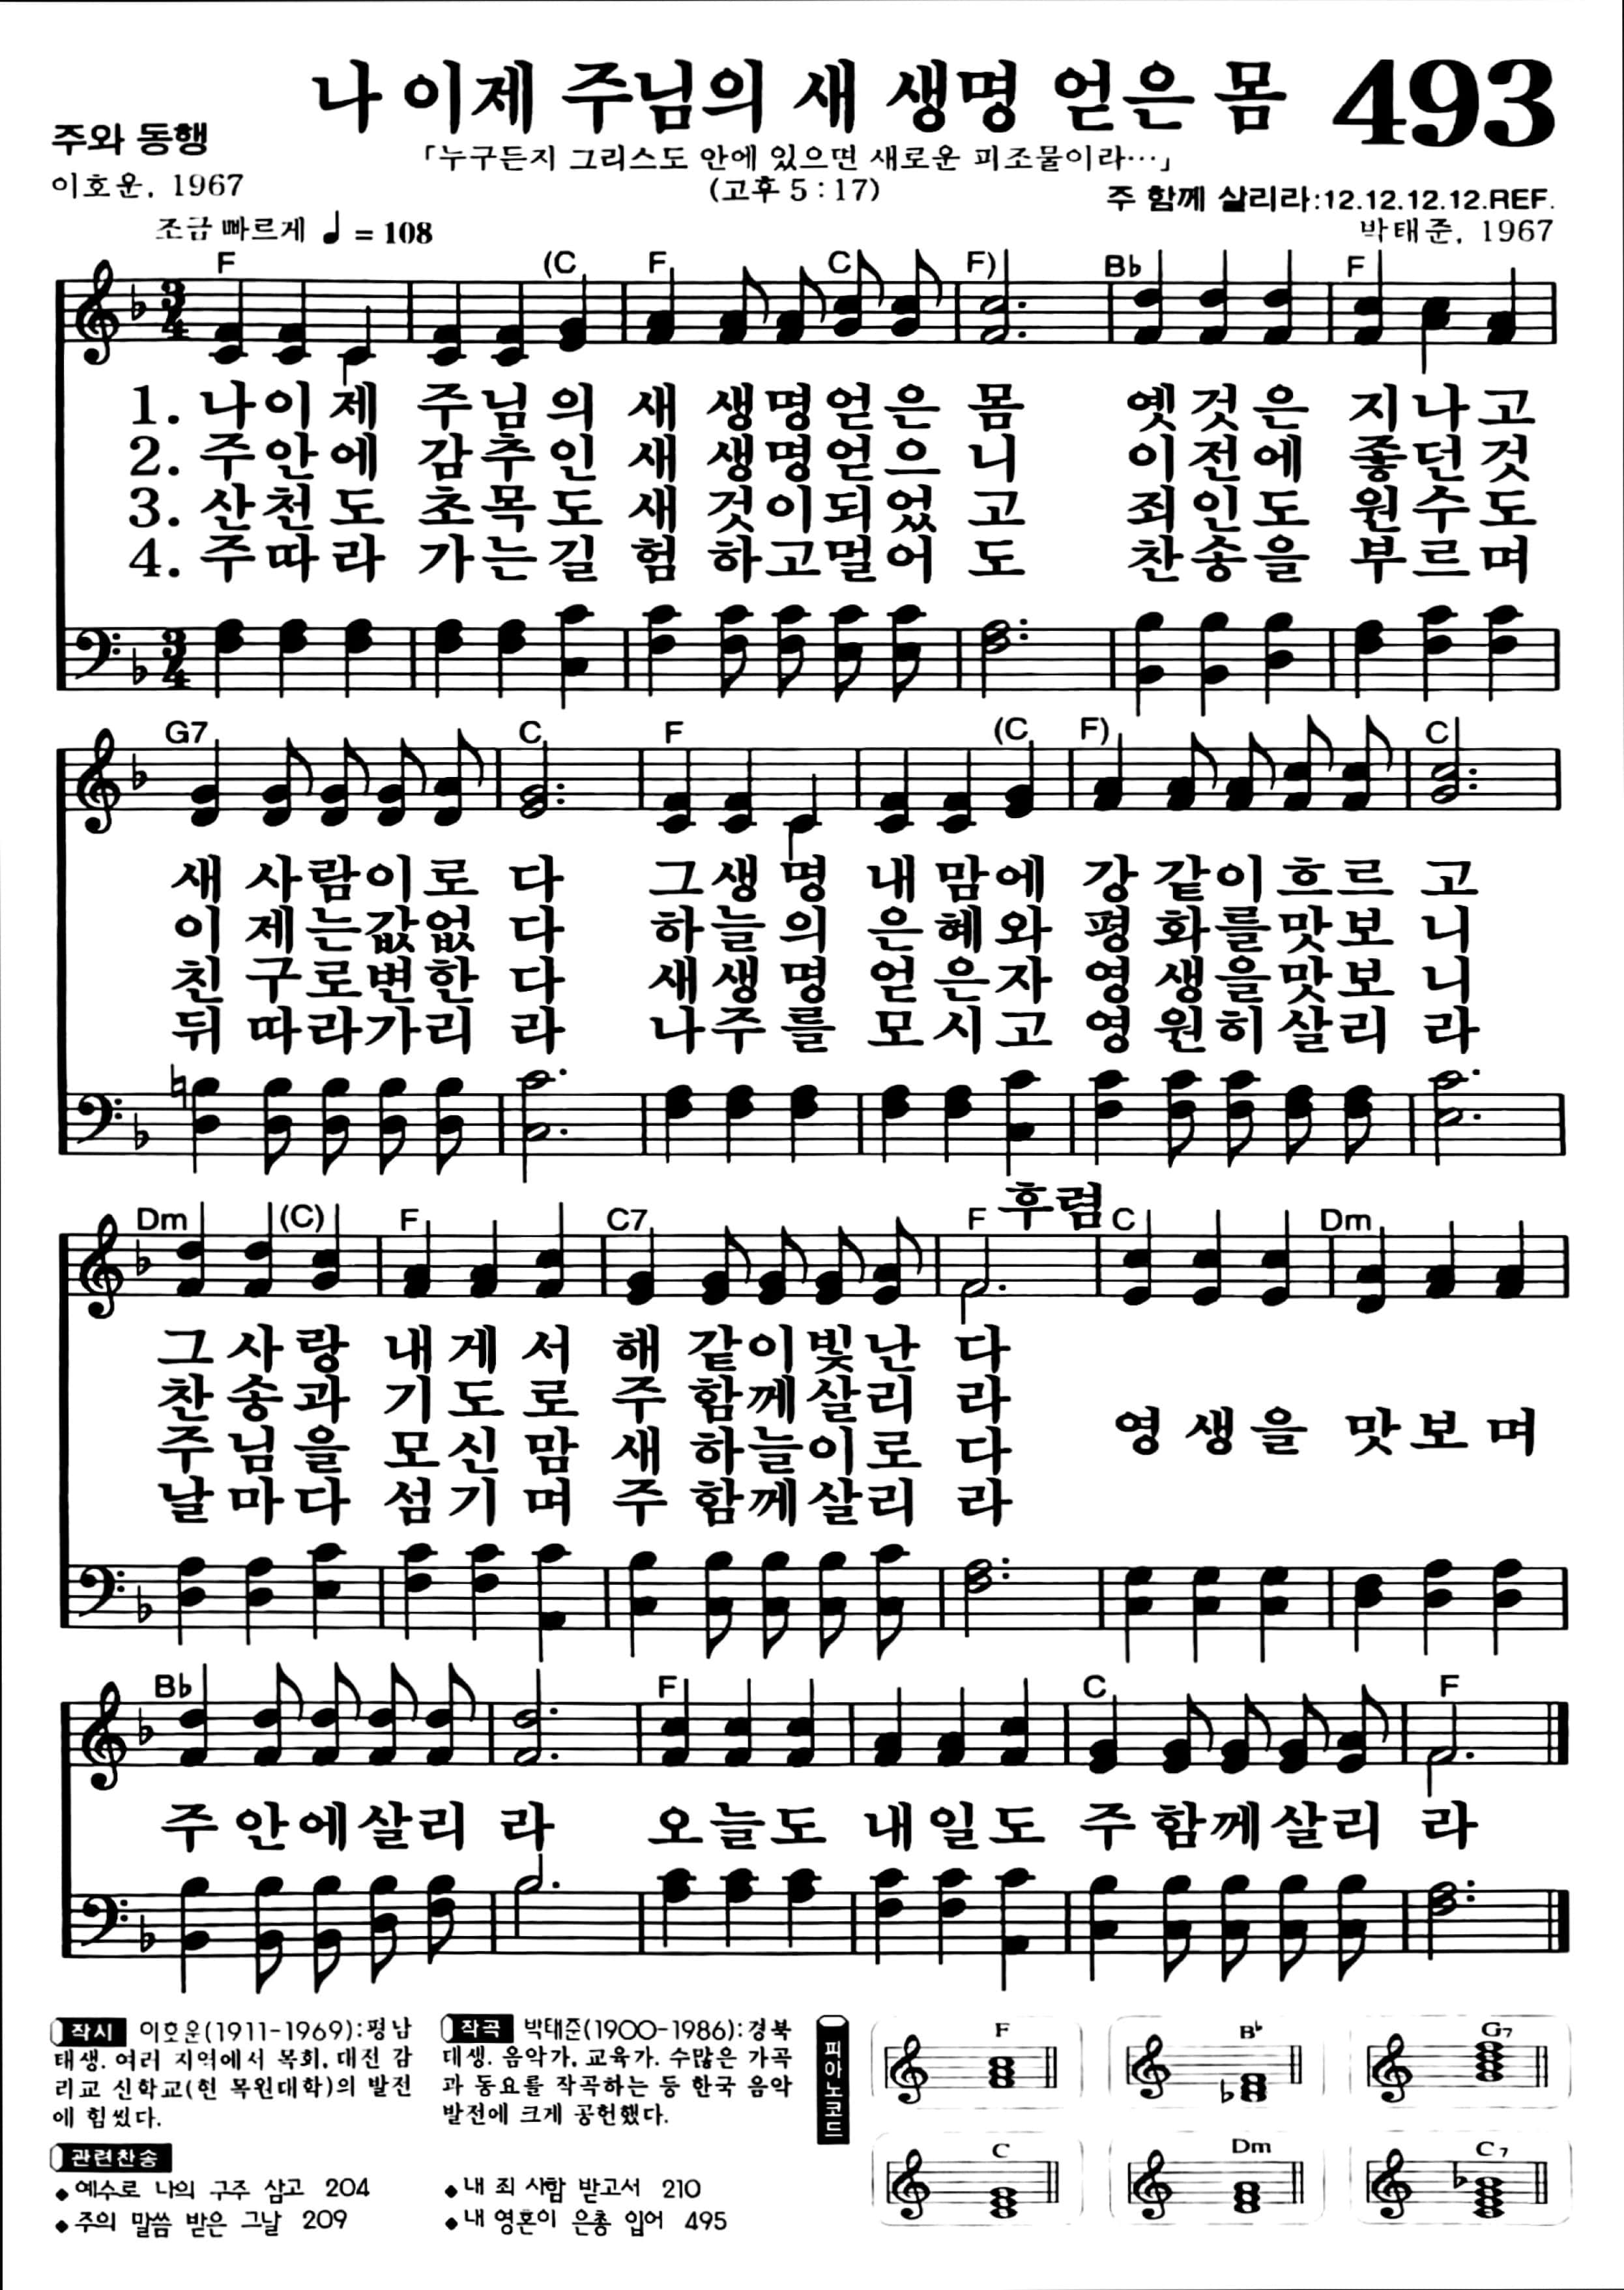 나 이제 주님의 새 생명 얻은 몸 493
주와 동행
「누구든지 그리스도 안에 있으면 새로운 피조물이라…」
이호운, 1967
(고후 5 : 17)
주 함께 살리라:12.12.12.12.REF.
조금 빠르게 ♩ = 108
박태준, 1967
F (C F C F) B♭ F
3/4
1. 나이제 주님의 새 생명얻은 몸 옛것은 지나고
2. 주안에 감추인 새 생명얻으 니 이전에 좋던것
3. 산천도 초목도 새 것이되었 고 죄인도 원수도
4. 주따라 가는길 험 하고멀어 도 찬송을 부르며
3/4
G7 C F (C F) C
새 사람이로 다 그생명 내맘에 강 같이흐르 고
이 제는값없 다 하늘의 은혜와 평 화를맛보 니
친 구로변한 다 새생명 얻은자 영 생을맛보 니
뒤 따라가리 라 나주를 모시고 영 원히살리 라
후렴
Dm (C) F C7 F C Dm
그사랑 내게서 해 같이빛난 다
찬송과 기도로 주 함께살리 라
영생을 맛보며
주님을 모신맘 새 하늘이로 다
날마다 섬기며 주 함께살리 라
B♭ F C F
주 안에살리 라 오늘도 내일도 주 함께살리 라
작시 이호운(1911-1969):평남
태생. 여러 지역에서 목회, 대전 감
리교 신학교(현 목원대학)의 발전
에 힘썼다.
작곡 박태준(1900-1986):경북
대생. 음악가, 교육가. 수많은 가곡
과 동요를 작곡하는 등 한국 음악
발전에 크게 공헌했다.
관련찬송
◆예수로 나의 구주 삼고 204
◆주의 말씀 받은 그날 209
◆내 죄 사함 받고서 210
◆내 영혼이 은총 입어 495
피아노코드
F B♭ G7
C Dm C7